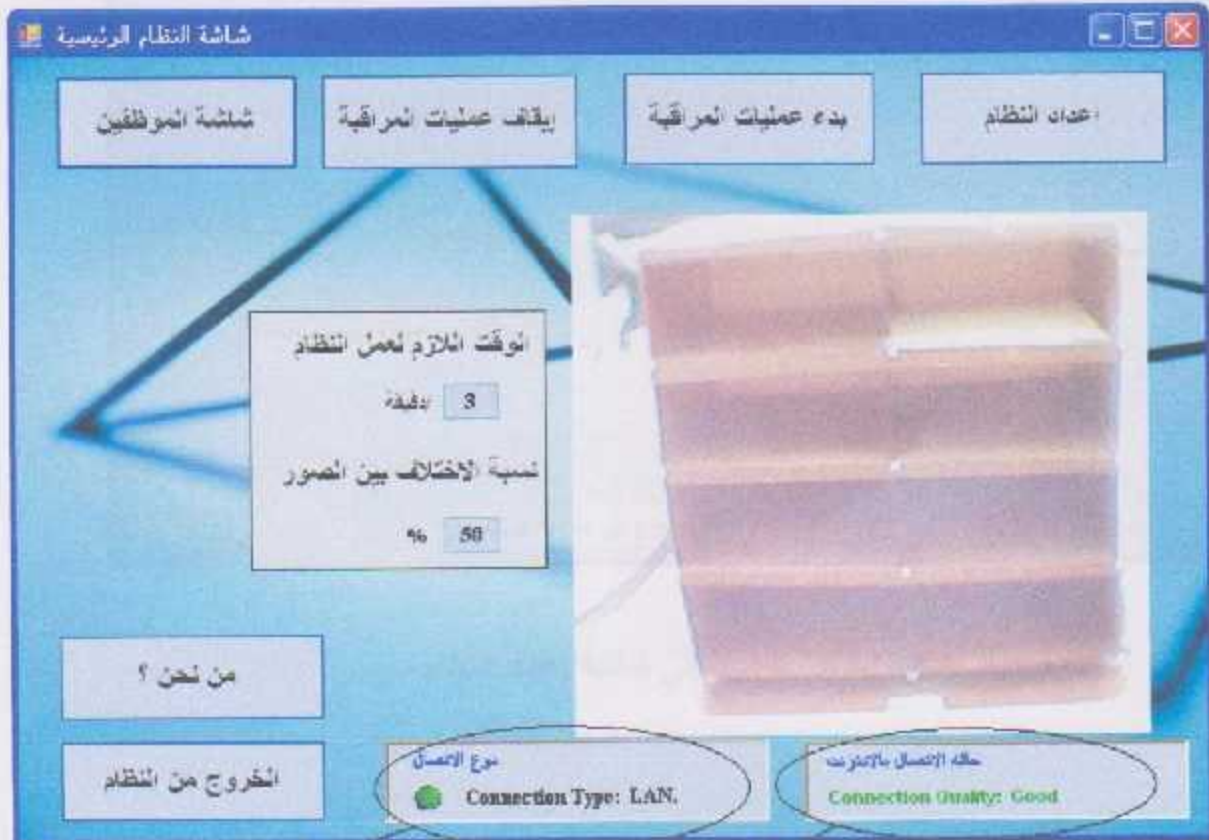 شاشة النظام الرئيسية
اعداد النظام
بدء عمليات المراقبة
إيقاف عمليات المراقبة
شاشة الموظفين
الوقت اللازم لعمل النظام
3 دقيقة
نسبة الاختلاف بين الصور
50 %
من نحن ؟
الخروج من النظام
حالة الاتصال بالانترنت
Connection Quality: Good
نوع الاتصال
Connection Type: LAN.